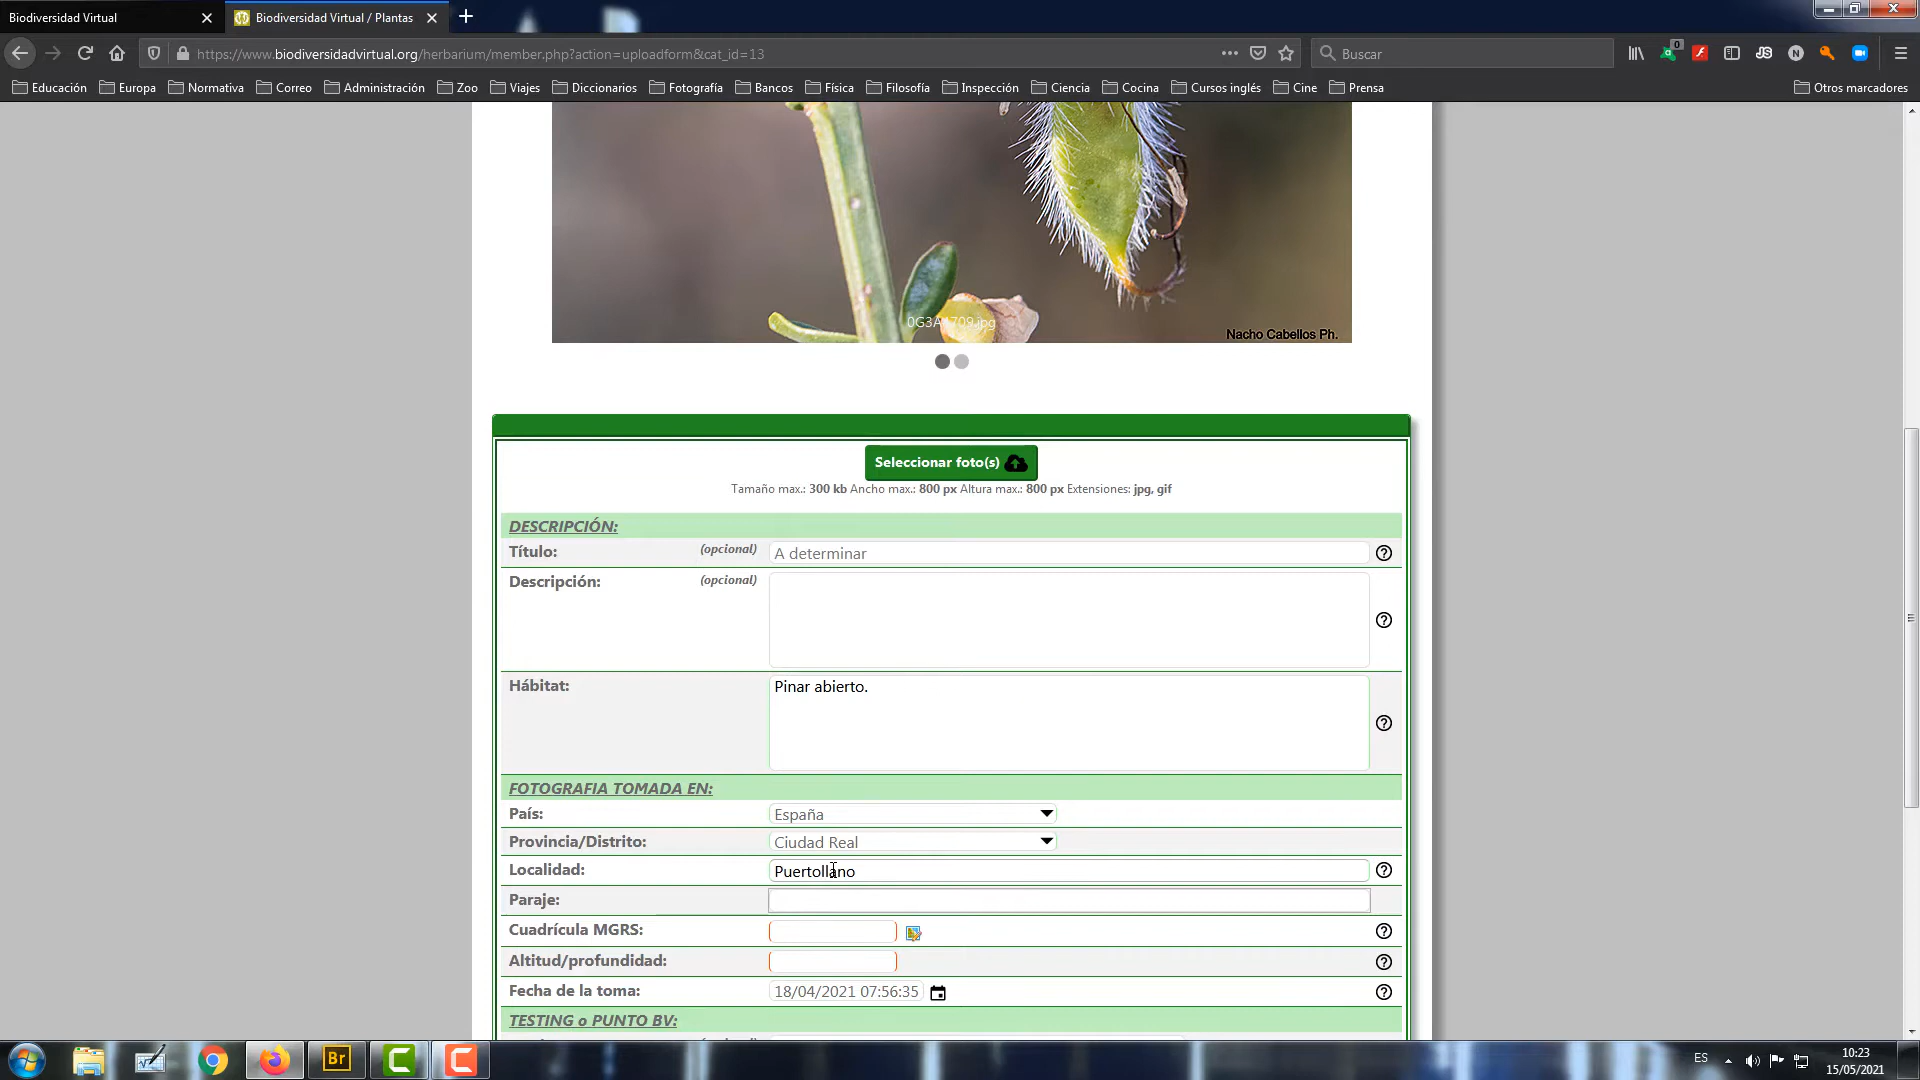 Biodiversidad Virtual
Biodiversidad Virtual / Plantas
https://www.biodiversidadvirtual.org/herbarium/member.php?action=uploadform&cat_id=13
Buscar
0
Educación
Europa
Normativa
Correo
Administración
Zoo
Viajes
Diccionarios
Fotografía
Bancos
Física
Filosofía
Inspección
Ciencia
Cocina
Cursos inglés
Cine
Prensa
Otros marcadores
Nacho Cabellos Ph.
Seleccionar foto(s)
Tamaño max.: 300 kb Ancho max.: 800 px Altura max.: 800 px Extensiones: jpg, gif
DESCRIPCIÓN:
Título: (opcional) A determinar
Descripción: (opcional)
Hábitat: Pinar abierto.
FOTOGRAFIA TOMADA EN:
País: España
Provincia/Distrito: Ciudad Real
Localidad: Puertollano
Paraje:
Cuadrícula MGRS:
Altitud/profundidad:
Fecha de la toma: 18/04/2021 07:56:35
TESTING o PUNTO BV:
Br
ES
10:23
15/05/2021